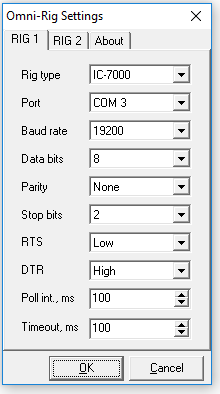 Omni-Rig Settings
RIG 1 RIG 2 About
Rig type IC-7000
Port COM 3
Baud rate 19200
Data bits 8
Parity None
Stop bits 2
RTS Low
DTR High
Poll int., ms 100
Timeout, ms 100
OK Cancel